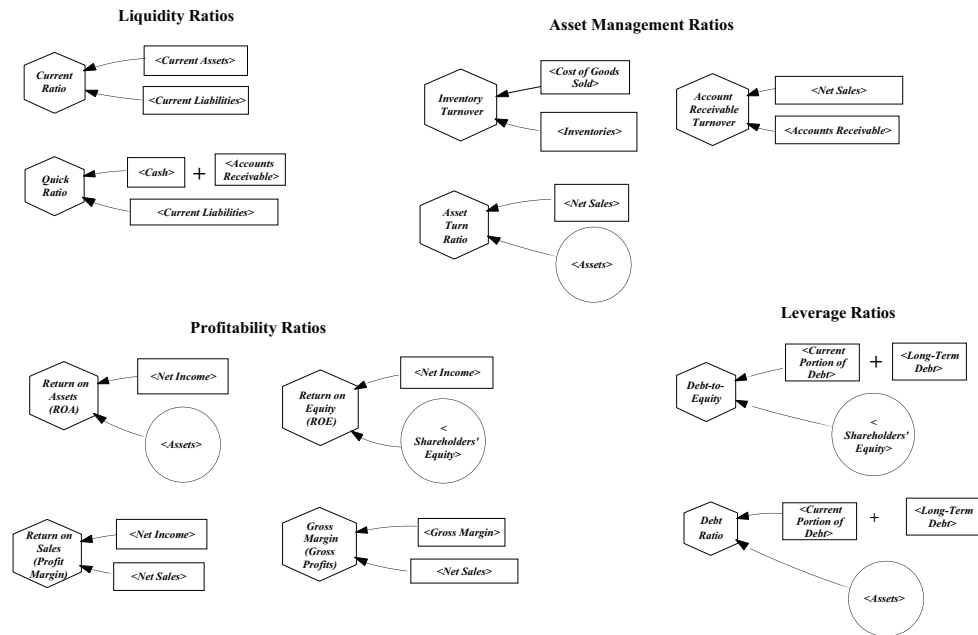 Liquidity Ratios
Current
Ratio
<Current Assets>
<Current Liabilities>
Quick
Ratio
<Cash>
+
<Accounts
Receivable>
<Current Liabilities>
Asset Management Ratios
Inventory
Turnover
<Cost of Goods
Sold>
<Inventories>
Account
Receivable
Turnover
<Net Sales>
<Accounts Receivable>
Asset
Turn
Ratio
<Net Sales>
<Assets>
Profitability Ratios
Return on
Assets
(ROA)
<Net Income>
<Assets>
Return on
Equity
(ROE)
<Net Income>
<
Shareholders'
Equity>
Return on
Sales
(Profit
Margin)
<Net Income>
<Net Sales>
Gross
Margin
(Gross
Profits)
<Gross Margin>
<Net Sales>
Leverage Ratios
Debt-to-
Equity
<Current
Portion of
Debt>
+
<Long-Term
Debt>
<
Shareholders'
Equity>
Debt
Ratio
<Current
Portion of
Debt>
+
<Long-Term
Debt>
<Assets>